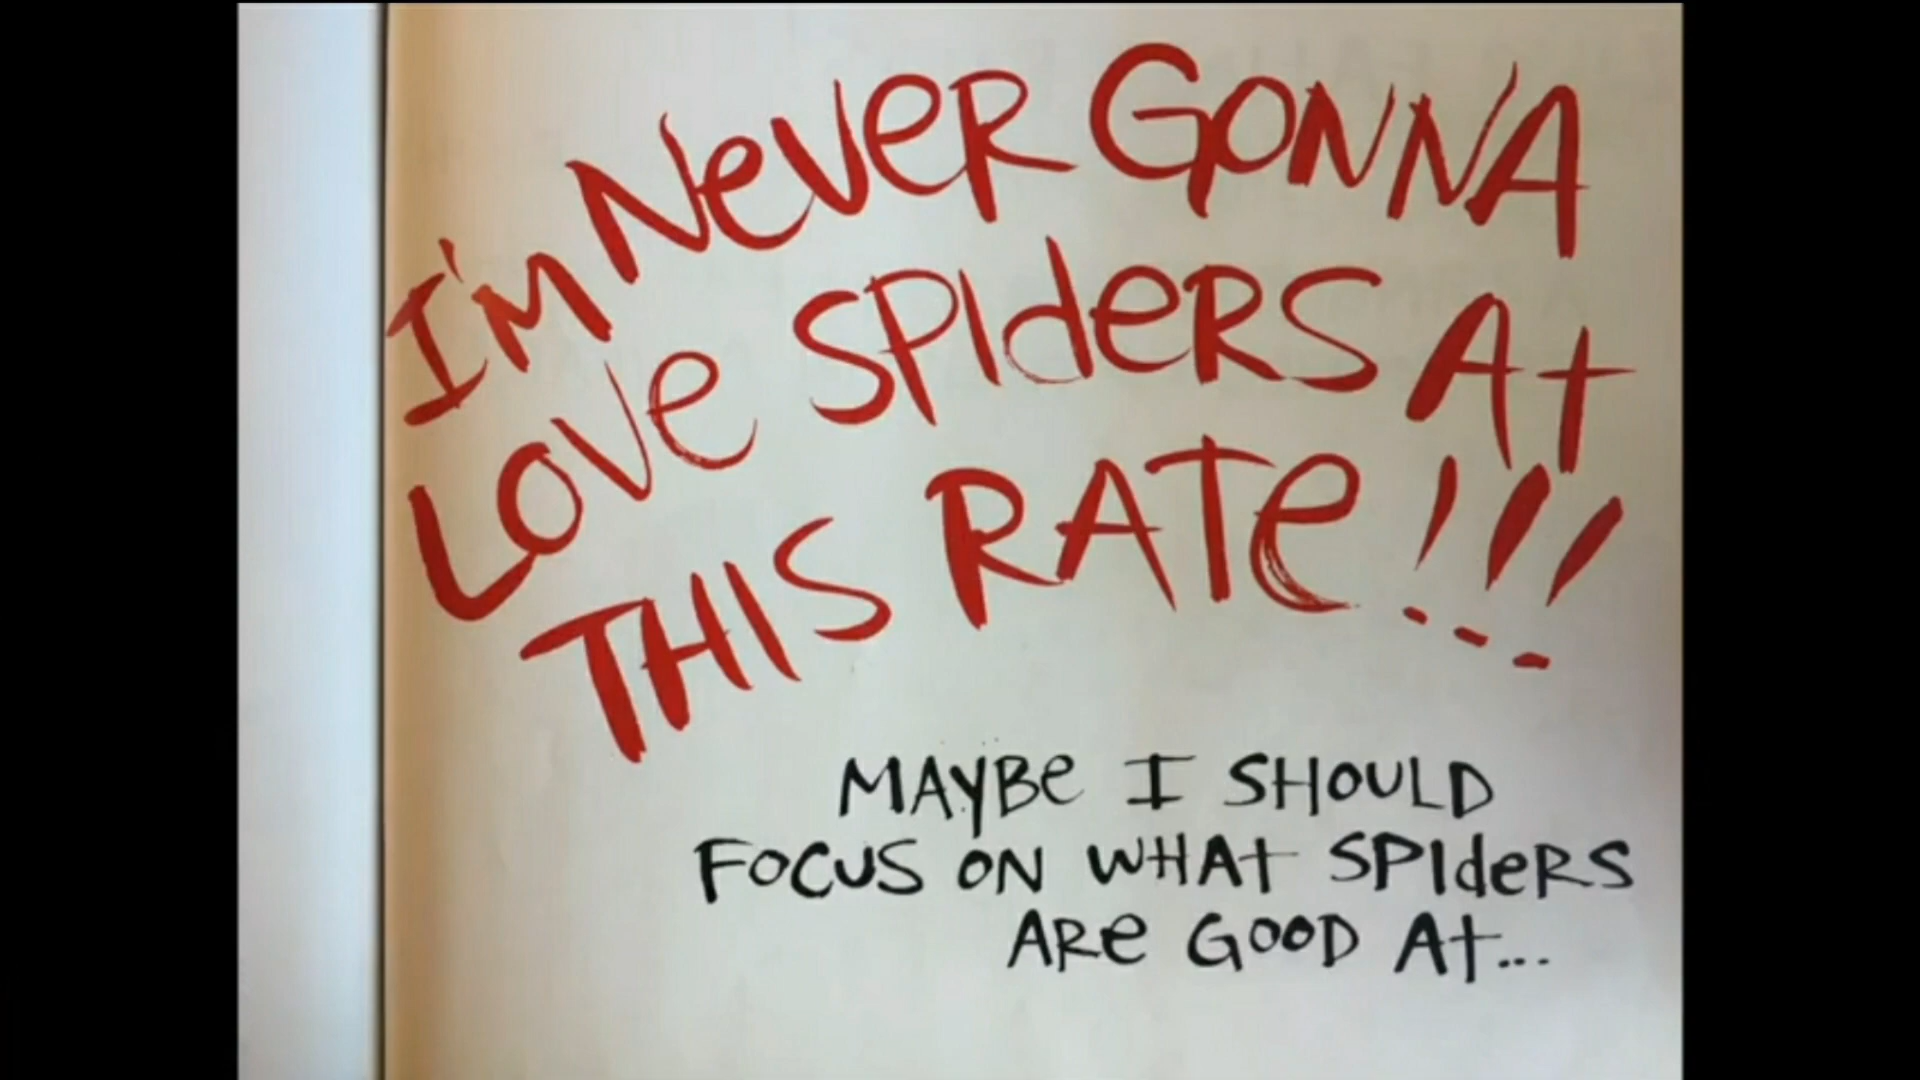 I'M NeVeR GONNA
LOVe SPIdeRS At
THIS RATe!!!
MAYBe I SHOULD
FOCUS ON WHAt SPIdeRS
ARe GOOD At...